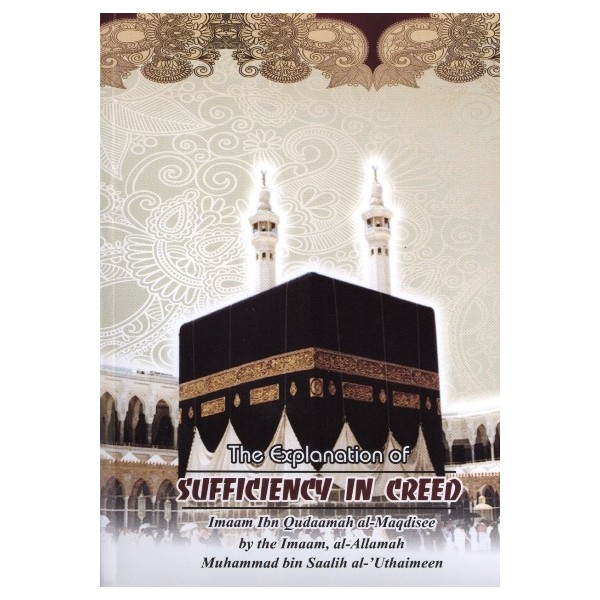 The Explanation of
SUFFICIENCY IN CREED
Imaam Ibn Qudaamah al-Maqdisee
by the Imaam, al-Allamah
Muhammad bin Saalih al-'Uthaimeen